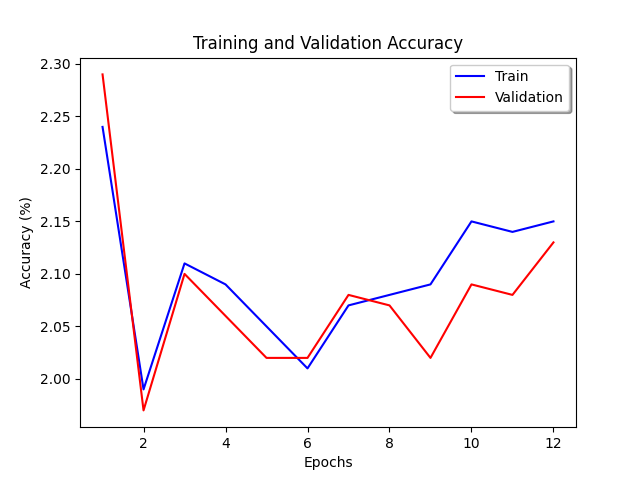 Training and Validation Accuracy
Train
Validation
2.30
2.25
2.20
2.15
2.10
2.05
2.00
Accuracy (%)
2 4 6 8 10 12
Epochs